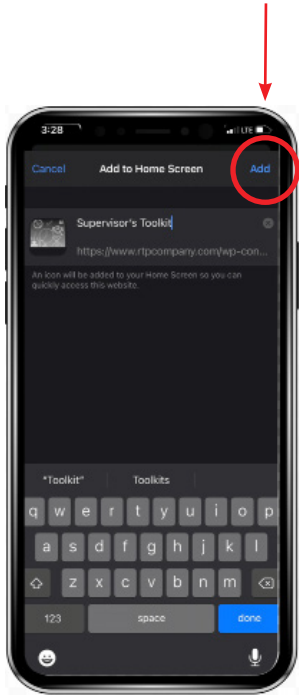 3:28 LTE
Cancel Add to Home Screen Add
Supervisor's Toolkit
https://www.rtpcompany.com/wp-con...
An icon will be added to your Home Screen so you can
quickly access this website.
"Toolkit" Toolkits
q w e r t y u i o p
a s d f g h j k l
z x c v b n m
123 space done